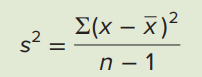 s² = Σ(x − x̄)² / n − 1